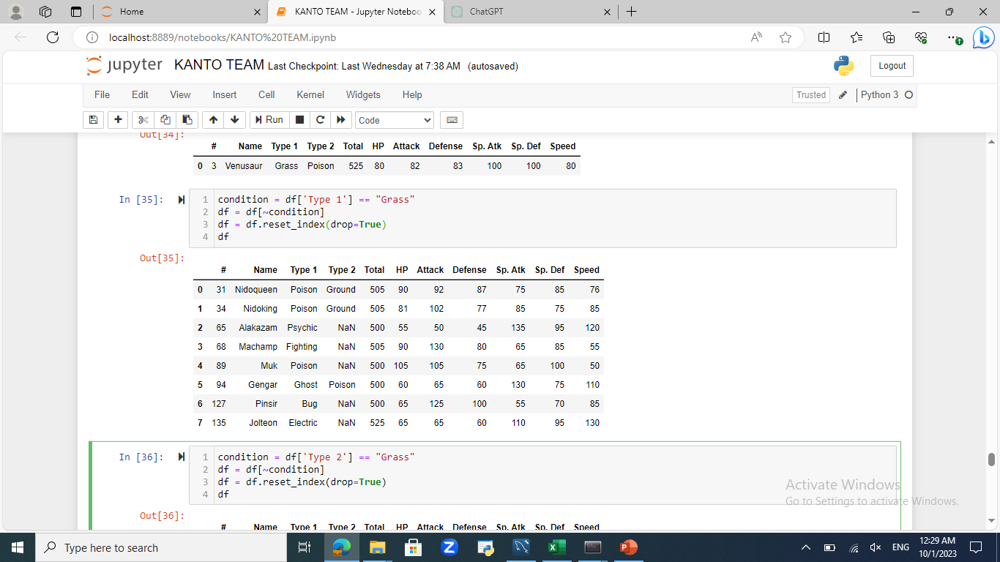 Home
KANTO TEAM - Jupyter Noteboo
ChatGPT
localhost:8889/notebooks/KANTO%20TEAM.ipynb
jupyter KANTO TEAM Last Checkpoint: Last Wednesday at 7:38 AM (autosaved)
Logout
File Edit View Insert Cell Kernel Widgets Help
Trusted Python 3
Run Code
Out[34]:
# Name Type 1 Type 2 Total HP Attack Defense Sp. Atk Sp. Def Speed
0 3 Venusaur Grass Poison 525 80 82 83 100 100 80
In [35]:
1 condition = df['Type 1'] == "Grass"
2 df = df[~condition]
3 df = df.reset_index(drop=True)
4 df
Out[35]:
# Name Type 1 Type 2 Total HP Attack Defense Sp. Atk Sp. Def Speed
0 31 Nidoqueen Poison Ground 505 90 92 87 75 85 76
1 34 Nidoking Poison Ground 505 81 102 77 85 75 85
2 65 Alakazam Psychic NaN 500 55 50 45 135 95 120
3 68 Machamp Fighting NaN 505 90 130 80 65 85 55
4 89 Muk Poison NaN 500 105 105 75 65 100 50
5 94 Gengar Ghost Poison 500 60 65 60 130 75 110
6 127 Pinsir Bug NaN 500 65 125 100 55 70 85
7 135 Jolteon Electric NaN 525 65 65 60 110 95 130
In [36]:
1 condition = df['Type 2'] == "Grass"
2 df = df[~condition]
3 df = df.reset_index(drop=True)
4 df
Activate Windows
Go to Settings to activate Windows.
Out[36]:
# Name Type 1 Type 2 Total HP Attack Defense Sp. Atk Sp. Def Speed
Type here to search
ENG
12:29 AM
10/1/2023